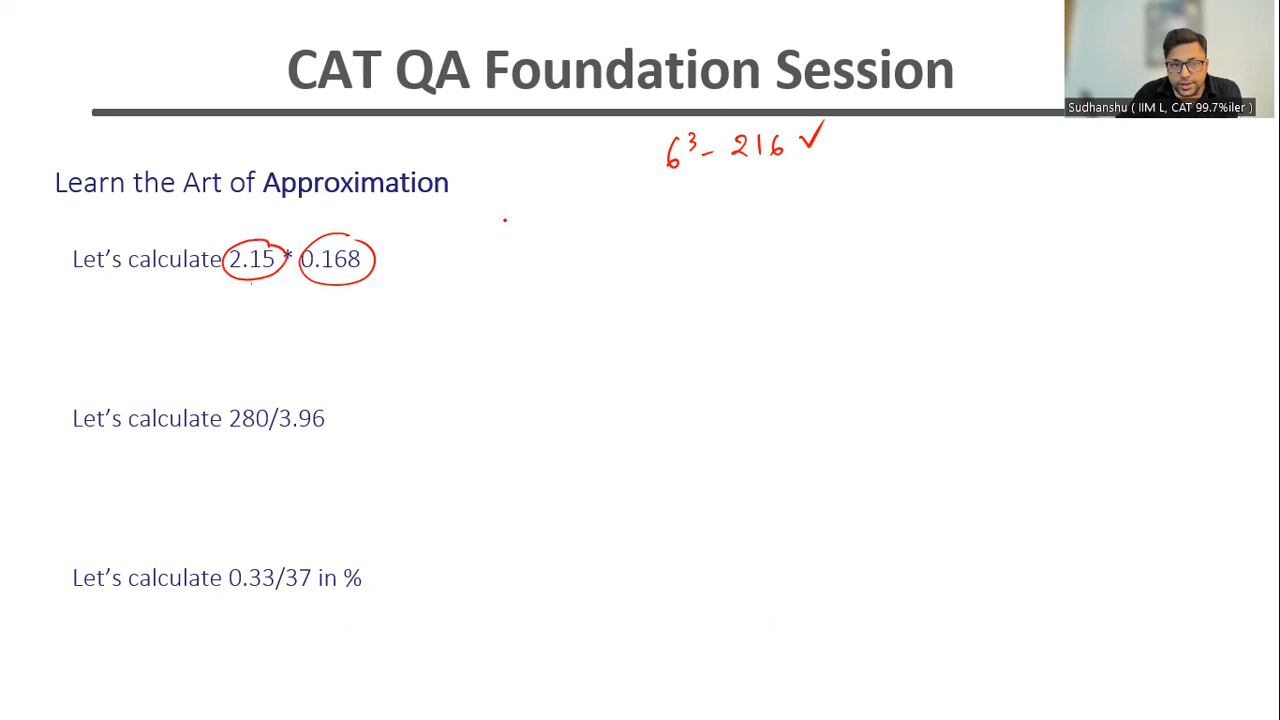 CAT QA Foundation Session
Sudhanshu ( IIM L, CAT 99.7%iler )
6³- 216 ✓
Learn the Art of Approximation
Let’s calculate 2.15 * 0.168
Let’s calculate 280/3.96
Let’s calculate 0.33/37 in %